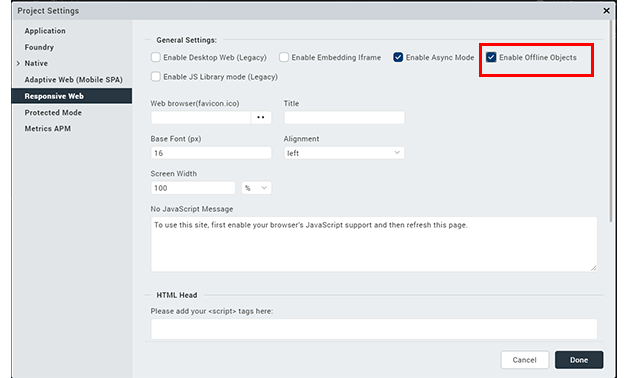 Project Settings
Application
Foundry
Native
Adaptive Web (Mobile SPA)
Responsive Web
Protected Mode
Metrics APM
General Settings:
Enable Desktop Web (Legacy) Enable Embedding Iframe Enable Async Mode Enable Offline Objects
Enable JS Library mode (Legacy)
Web browser(favicon.ico) Title
Base Font (px) Alignment
16 left
Screen Width
100 %
No JavaScript Message
To use this site, first enable your browser's JavaScript support and then refresh this page.
HTML Head
Please add your <script> tags here:
Cancel Done